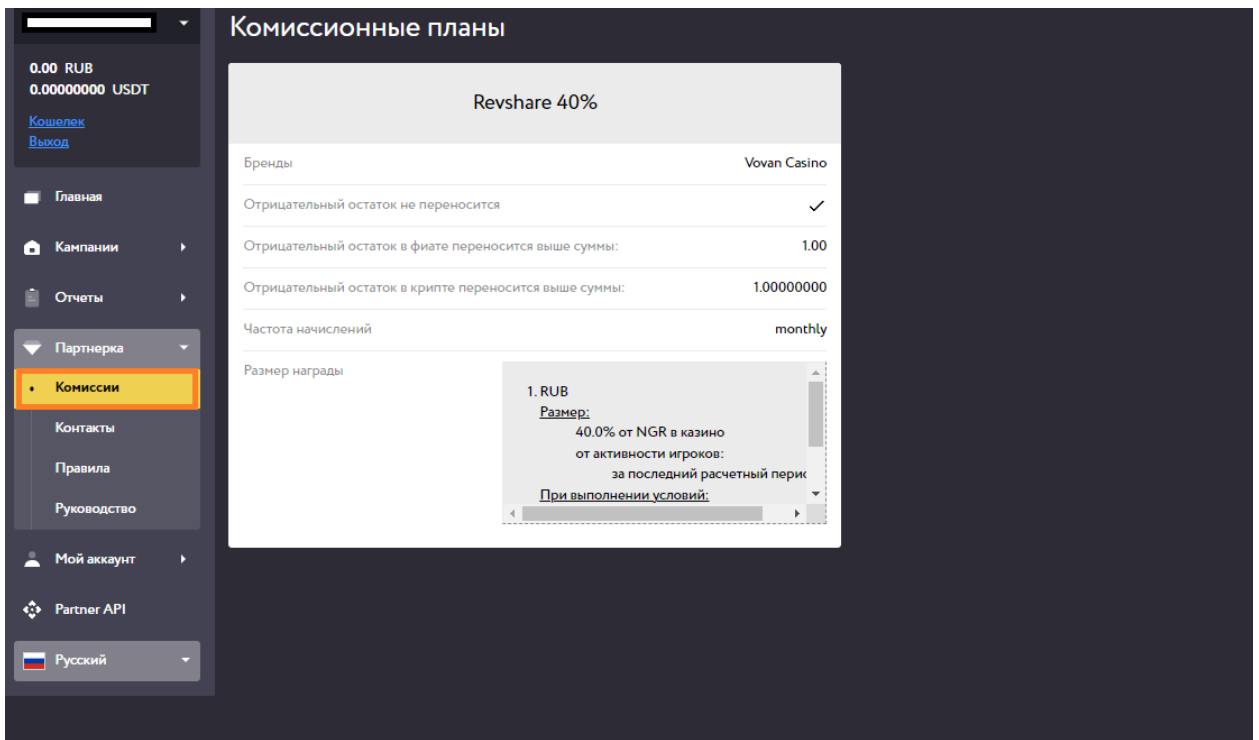 Комиссионные планы
0.00 RUB
0.00000000 USDT
Кошелек
Выход
Главная
Кампании
Отчеты
Партнерка
Комиссии
Контакты
Правила
Руководство
Мой аккаунт
Partner API
Русский
Revshare 40%
Бренды Vovan Casino
Отрицательный остаток не переносится
Отрицательный остаток в фиате переносится выше суммы: 1.00
Отрицательный остаток в крипте переносится выше суммы: 1.00000000
Частота начислений monthly
Размер награды
1. RUB
Размер:
40.0% от NGR в казино
от активности игроков:
за последний расчетный
При выполнении условий: